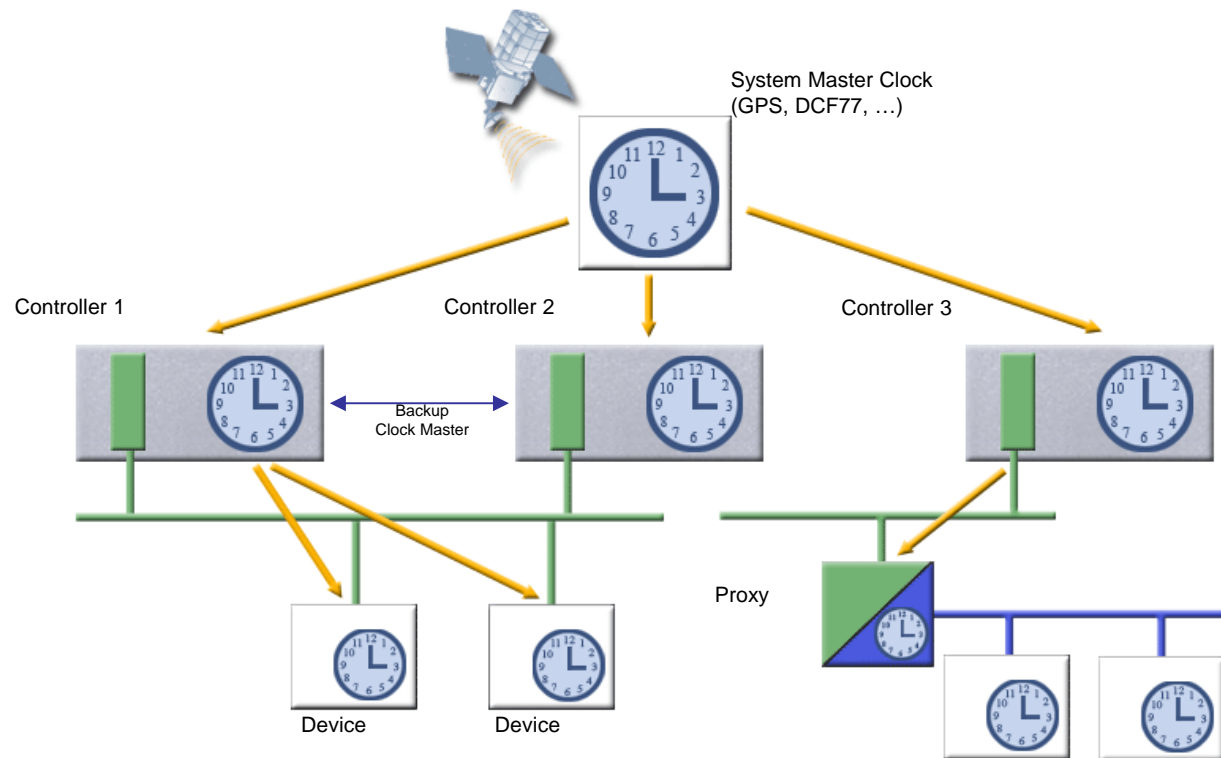 System Master Clock
(GPS, DCF77, …)
Controller 1
Controller 2
Controller 3
Backup
Clock Master
Proxy
Device
Device